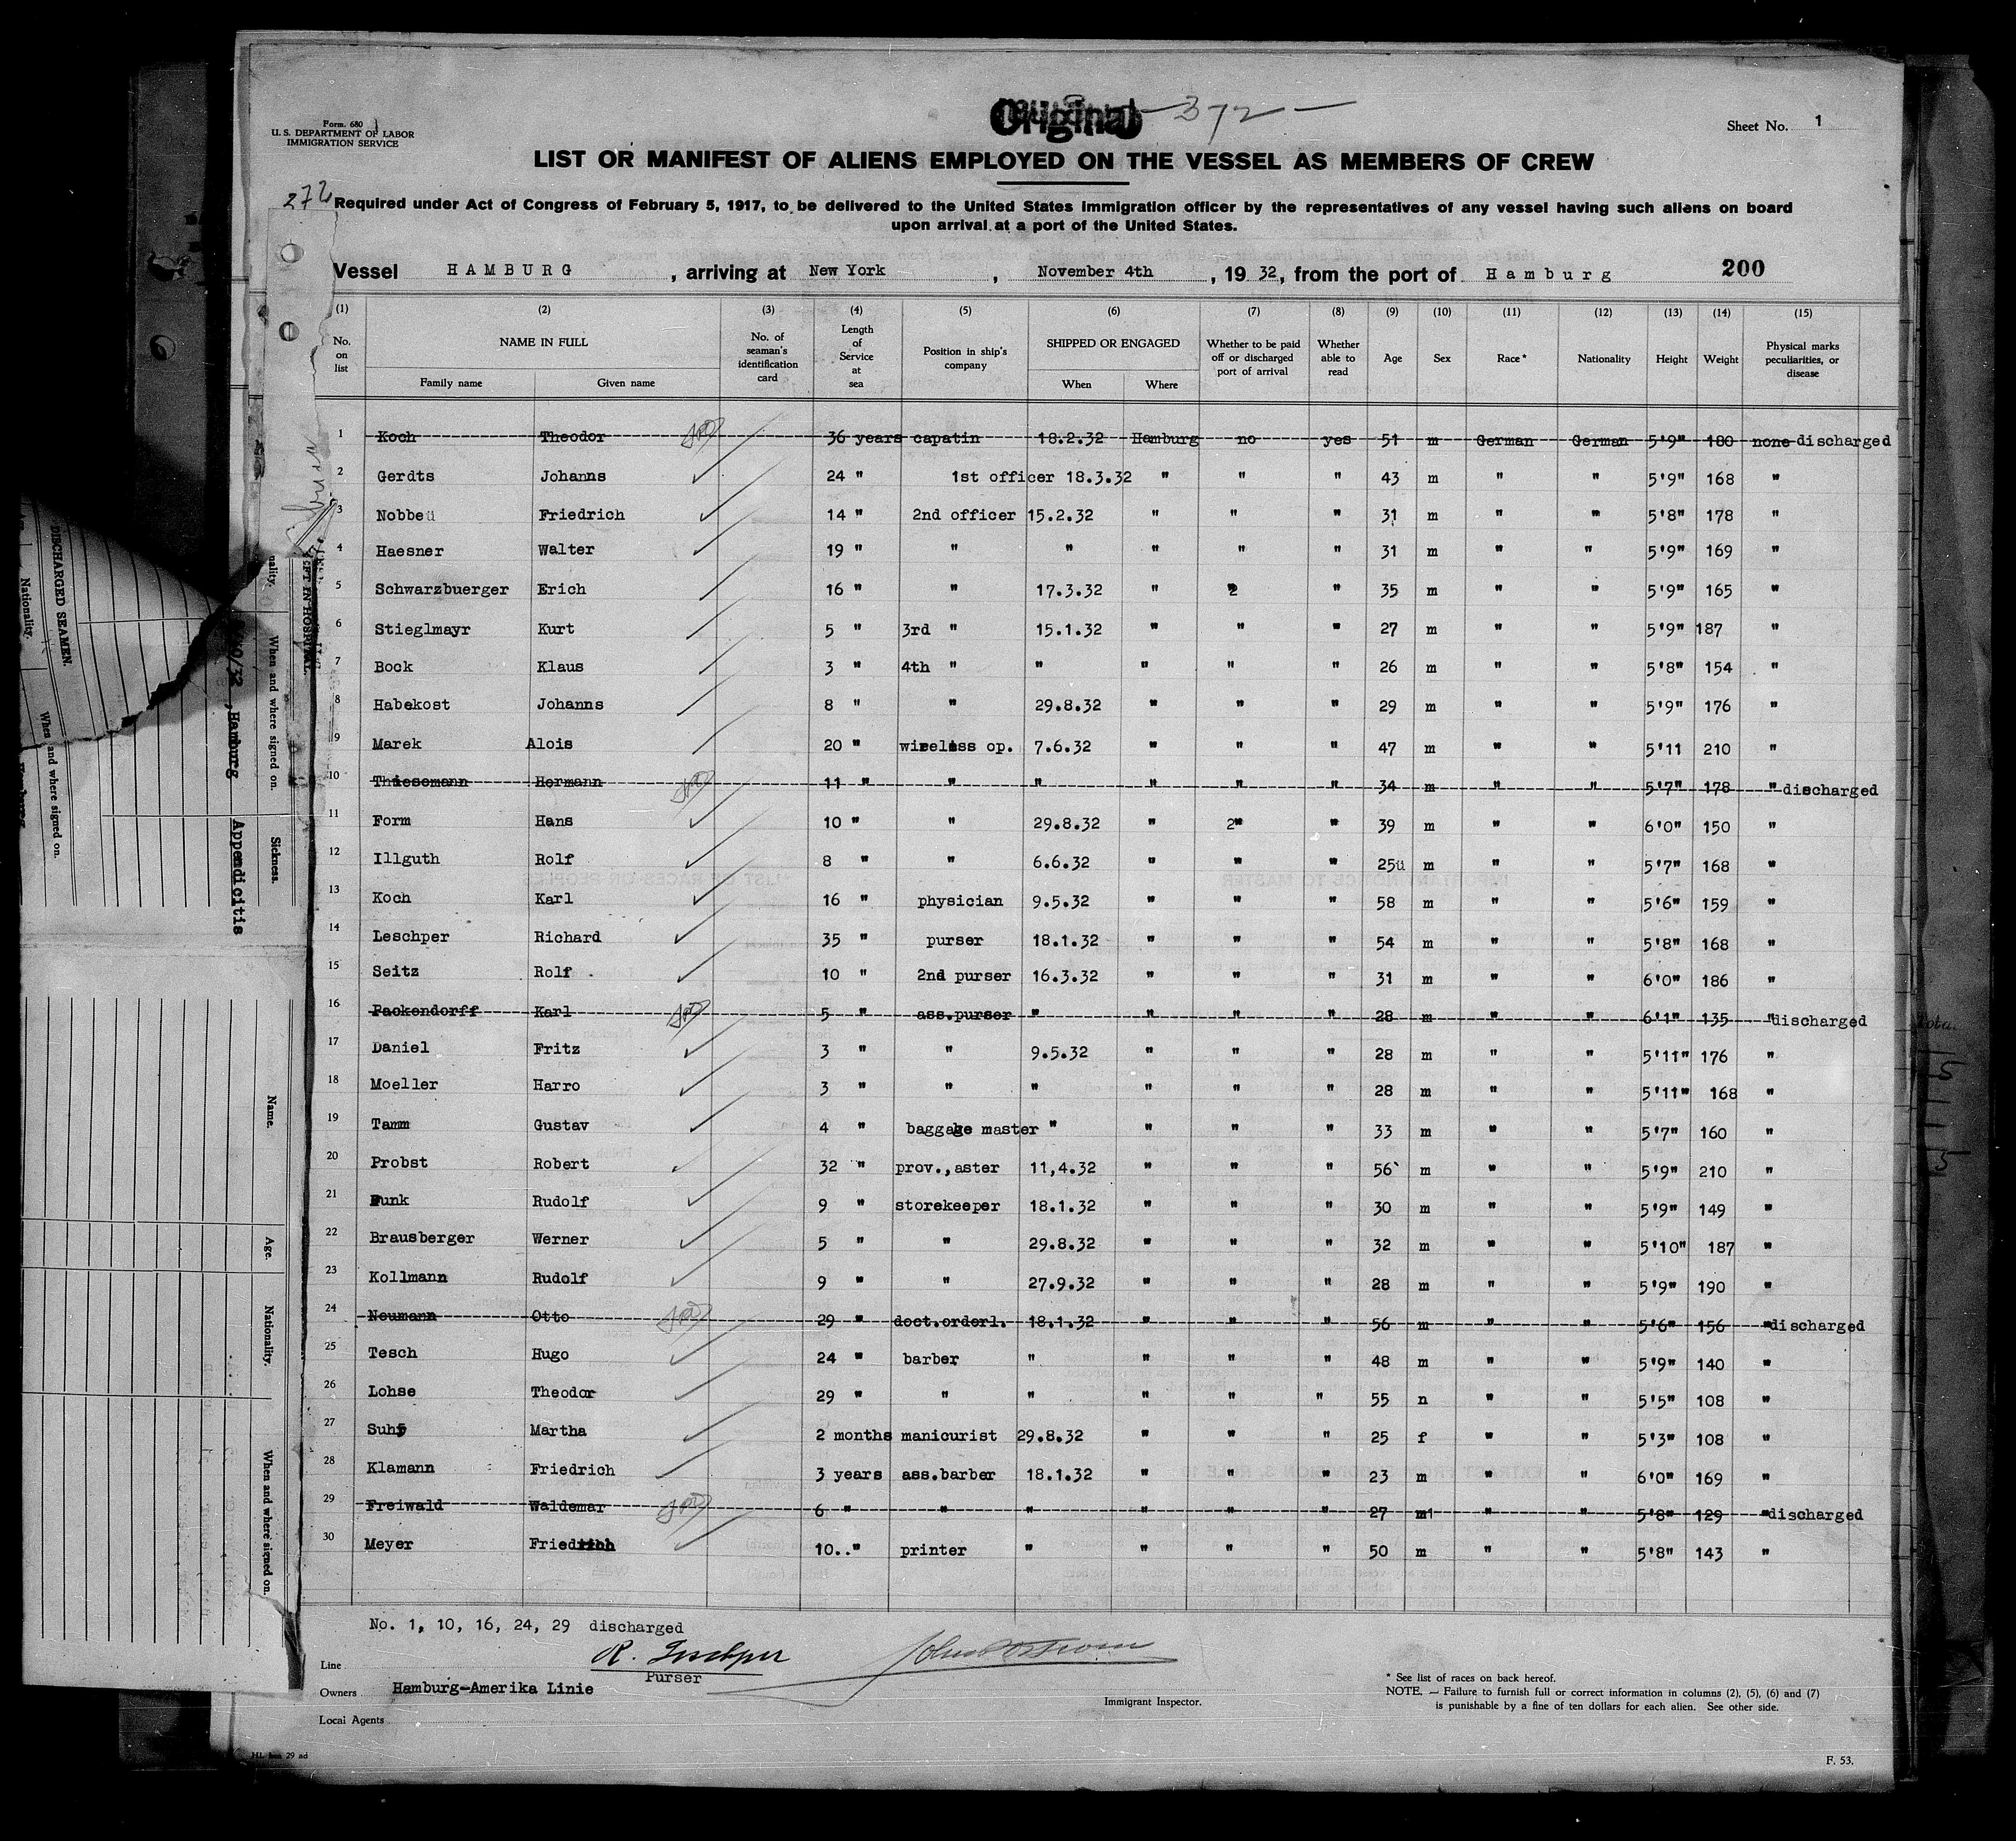 Original -372-
Form. 680
U. S. DEPARTMENT OF LABOR
IMMIGRATION SERVICE
Sheet No. 1
LIST OR MANIFEST OF ALIENS EMPLOYED ON THE VESSEL AS MEMBERS OF CREW
272
Required under Act of Congress of February 5, 1917, to be delivered to the United States immigration officer by the representatives of any vessel having such aliens on board
upon arrival at a port of the United States.
Vessel HAMBURG , arriving at New York , November 4th , 19 32, from the port of Hamburg 200
(1) (2) (3) (4) (5) (6) (7) (8) (9) (10) (11) (12) (13) (14) (15)
No. on list NAME IN FULL Family name Given name No. of seaman's identification card Length of Service at sea Position in ship's company SHIPPED OR ENGAGED When Where Whether to be paid off or discharged port of arrival Whether able to read Age Sex Race* Nationality Height Weight Physical marks peculiarities, or disease
1 Koch Theodor 36 years capatin 18.2.32 Hamburg no yes 51 m German German 5'9" 180 none discharged
2 Gerdts Johanns 24 " 1st officer 18.3.32 " " " 43 m " " 5'9" 168 "
3 Nobbeü Friedrich 14 " 2nd officer 15.2.32 " " " 31 m " " 5'8" 178 "
4 Haesner Walter 19 " " " " " " 31 m " " 5'9" 169 "
5 Schwarzbuerger Erich 16 " " 17.3.32 " 2 " 35 m " " 5'9" 165 "
6 Stieglmayr Kurt 5 " 3rd " 15.1.32 " " " 27 m " " 5'9" 187 "
7 Bock Klaus 3 " 4th " " " " " 26 m " " 5'8" 154 "
8 Habekost Johanns 8 " " 29.8.32 " " " 29 m " " 5'9" 176 "
9 Marek Alois 20 " wireless op. 7.6.32 " " " 47 m " " 5'11 210 "
10 Thiesemann Hermann 11 " " " " " " 34 m " " 5'7" 178 " discharged
11 Form Hans 10 " " 29.8.32 " 2" " 39 m " " 6'0" 150 "
12 Illguth Rolf 8 " " 6.6.32 " " " 25ü m " " 5'7" 168 "
13 Koch Karl 16 " physician 9.5.32 " " " 58 m " " 5'6" 159 "
14 Leschper Richard 35 " purser 18.1.32 " " " 54 m " " 5'8" 168 "
15 Seitz Rolf . 10 " 2nd purser 16.3.32 " " " 31 m " " 6'0" 186 "
16 Packendorff Karl 5 " ass.purser " " " " 28 m " " 6'1" 135 "discharged
17 Daniel Fritz 3 " " 9.5.32 " " " 28 m " " 5'11" 176 "
18 Moeller Harro 3 " " " " " " 28 m " " 5'11" 168 "
19 Tamm Gustav 4 " baggage master " " " " 33 m " " 5'7" 160 "
20 Probst Robert 32 " prov.,aster 11,4.32 " " " 56 m " " 5'9" 210 "
21 Funk Rudolf 9 " storekeeper 18.1.32 " " " 30 m " " 5'9" 149 "
22 Brausberger Werner 5 " " 29.8.32 " " " 32 m " " 5'10" 187 "
23 Kollmann Rudolf 9 " " 27.9.32 " " " 28 m " " 5'9" 190 "
24 Neumann Otto 29 " doct.orderl. 18.1.32 " " " 56 m " " 5'6" 156 "discharged
25 Tesch Hugo 24 " barber " " " " 48 m " " 5'9" 140 "
26 Lohse Theodor 29 " " " " " " 55 n " " 5'5" 108 "
27 Martha 2 months manicurist 29.8.32 " " " 25 f " " 5'3" 108 "
28 Klamann Friedrich 3 years ass.barber 18.1.32 " " " 23 m " " 6'0" 169 "
29 Freiwald Waldemar 6 " " " " " " 27 m1 " " 5'8" 129 "discharged
30 Meyer Friedrich 10.." printer " " " " 50 m " " 5'8" 143 "
No. 1, 10, 16, 24, 29 discharged
Line
R. Leschper
Purser
Owners Hamburg-Amerika Linie
Immigrant Inspector.
Local Agents
* See list of races on back hereof.
NOTE. — Failure to furnish full or correct information in columns (2), (5), (6) and (7)
is punishable by a fine of ten dollars for each alien. See other side.
F. 53.
DISCHARGED SEAMEN.
Nationality.
When and where signed on.
When and where signed on.
Sickness.
, Hamburg Appendicitis
Name.
Age.
Nationality.
When and where signed on.